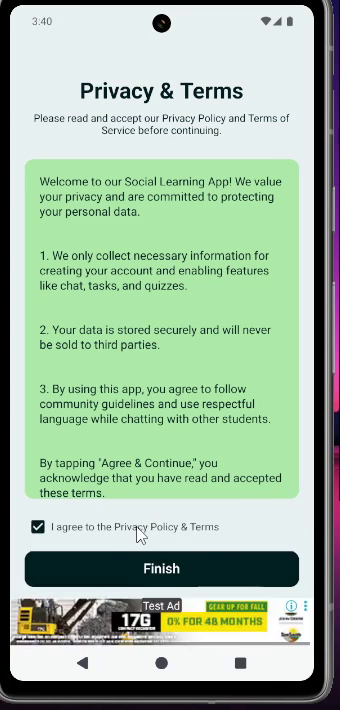 3:40
Privacy & Terms
Please read and accept our Privacy Policy and Terms of
Service before continuing.
Welcome to our Social Learning App! We value
your privacy and are committed to protecting
your personal data.
1. We only collect necessary information for
creating your account and enabling features
like chat, tasks, and quizzes.
2. Your data is stored securely and will never
be sold to third parties.
3. By using this app, you agree to follow
community guidelines and use respectful
language while chatting with other students.
By tapping "Agree & Continue," you
acknowledge that you have read and accepted
these terms.
I agree to the Privacy Policy & Terms
Finish
Test Ad
GEAR UP FOR FALL
17G
0% FOR 48 MONTHS
JOHN DEERE